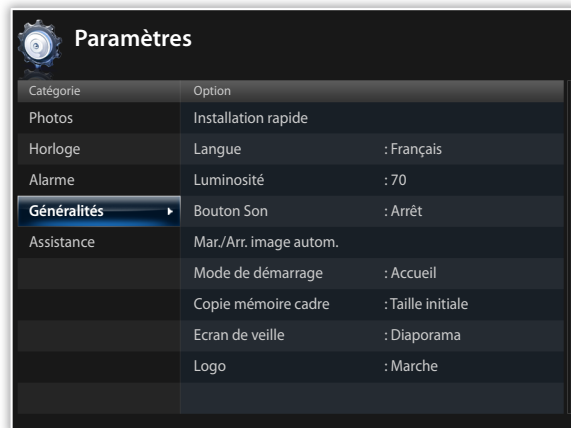 Paramètres
Catégorie Option
Photos Installation rapide
Horloge Langue : Français
Alarme Luminosité : 70
Généralités Bouton Son : Arrêt
Assistance Mar./Arr. image autom.
Mode de démarrage : Accueil
Copie mémoire cadre : Taille initiale
Ecran de veille : Diaporama
Logo : Marche